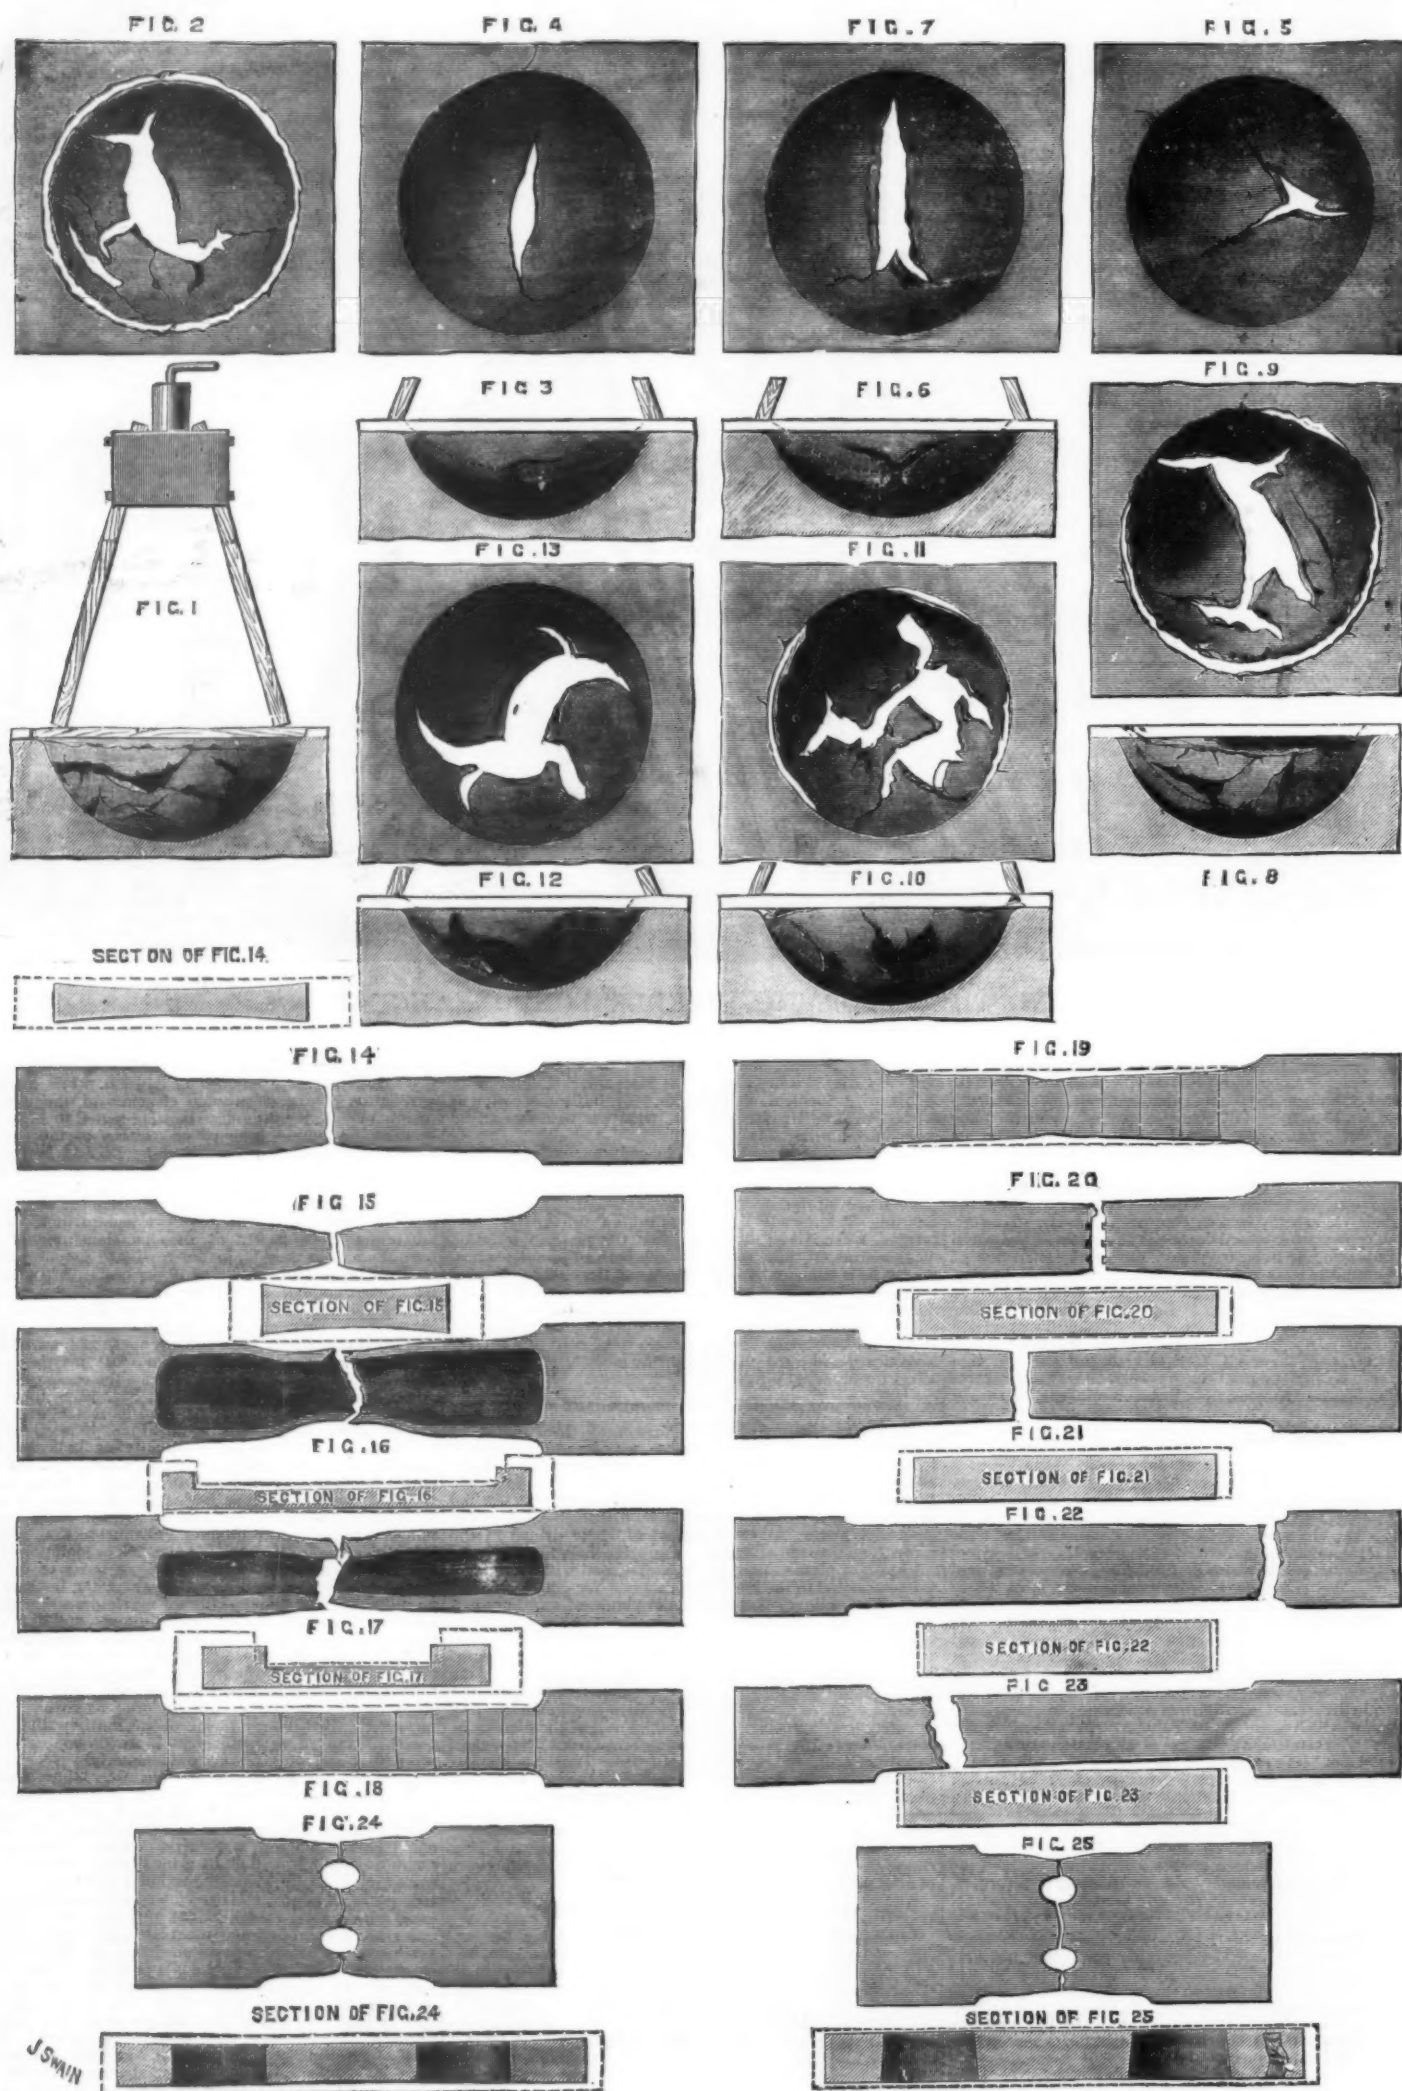 FIG. 2
FIG. 4
FIG. 7
FIG. 5
FIG 3
FIG. 6.
FIG. 9
FIG. 1
FIG. 13
FIG. 11
FIG. 12
FIG. 10
FIG. 8
SECTION OF FIG. 14.
FIG. 14
FIG. 19
FIG 15
FIG. 20
SECTION OF FIG. 15
SECTION OF FIG. 20
FIG. 16
FIG. 21
SECTION OF FIG. 16
SECTION OF FIG. 21
FIG. 22
FIG. 17
SECTION OF FIG. 22
SECTION OF FIG. 17
FIG 23
FIG. 18
SECTION OF FIG. 23
FIG. 24
FIG. 25
SECTION OF FIG. 24
SECTION OF FIG. 25
J SWAIN